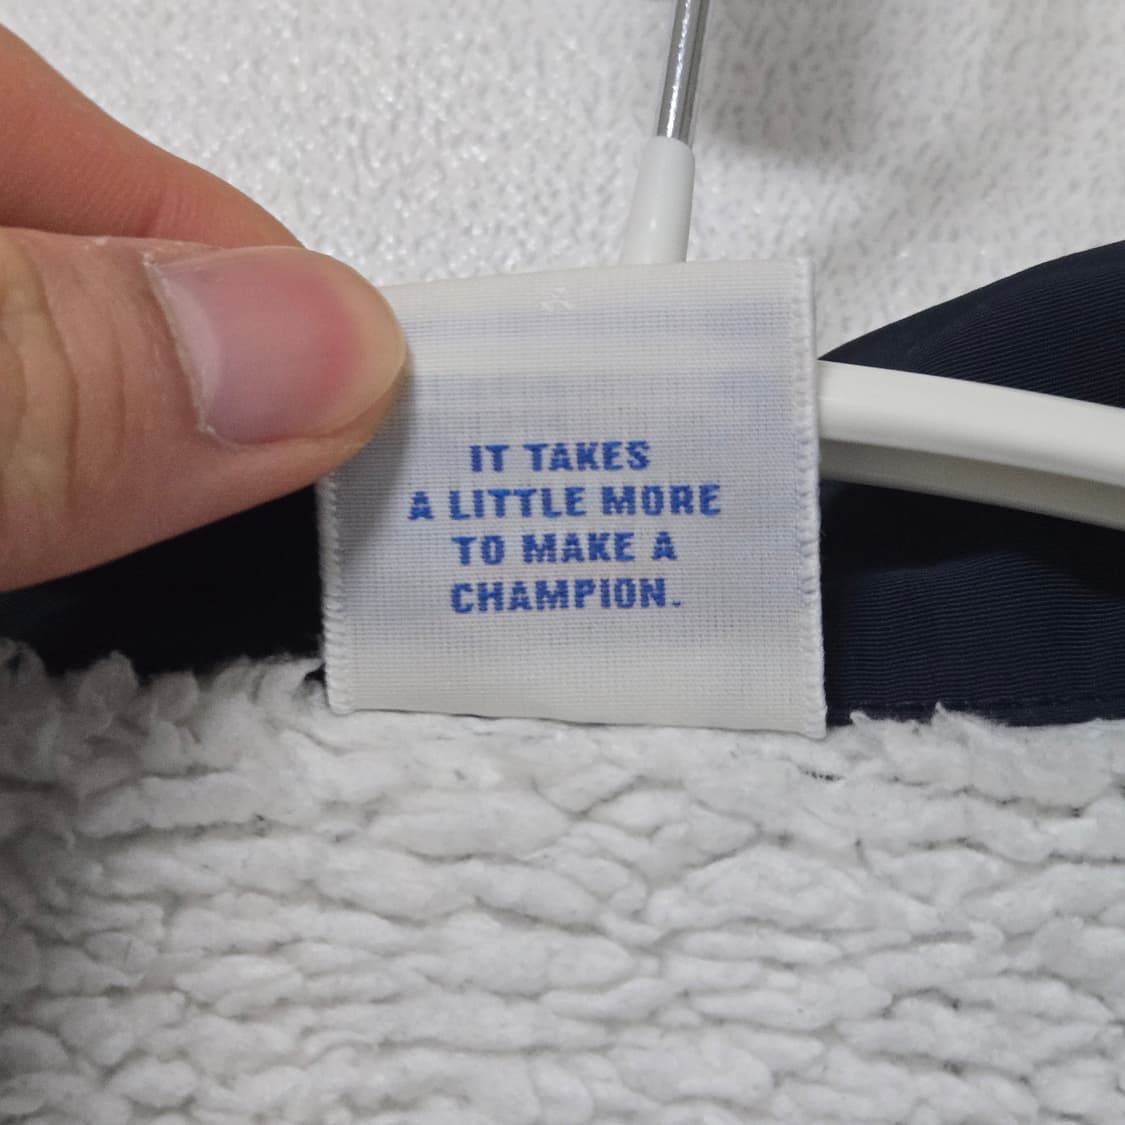 IT TAKES
A LITTLE MORE
TO MAKE A
CHAMPION.